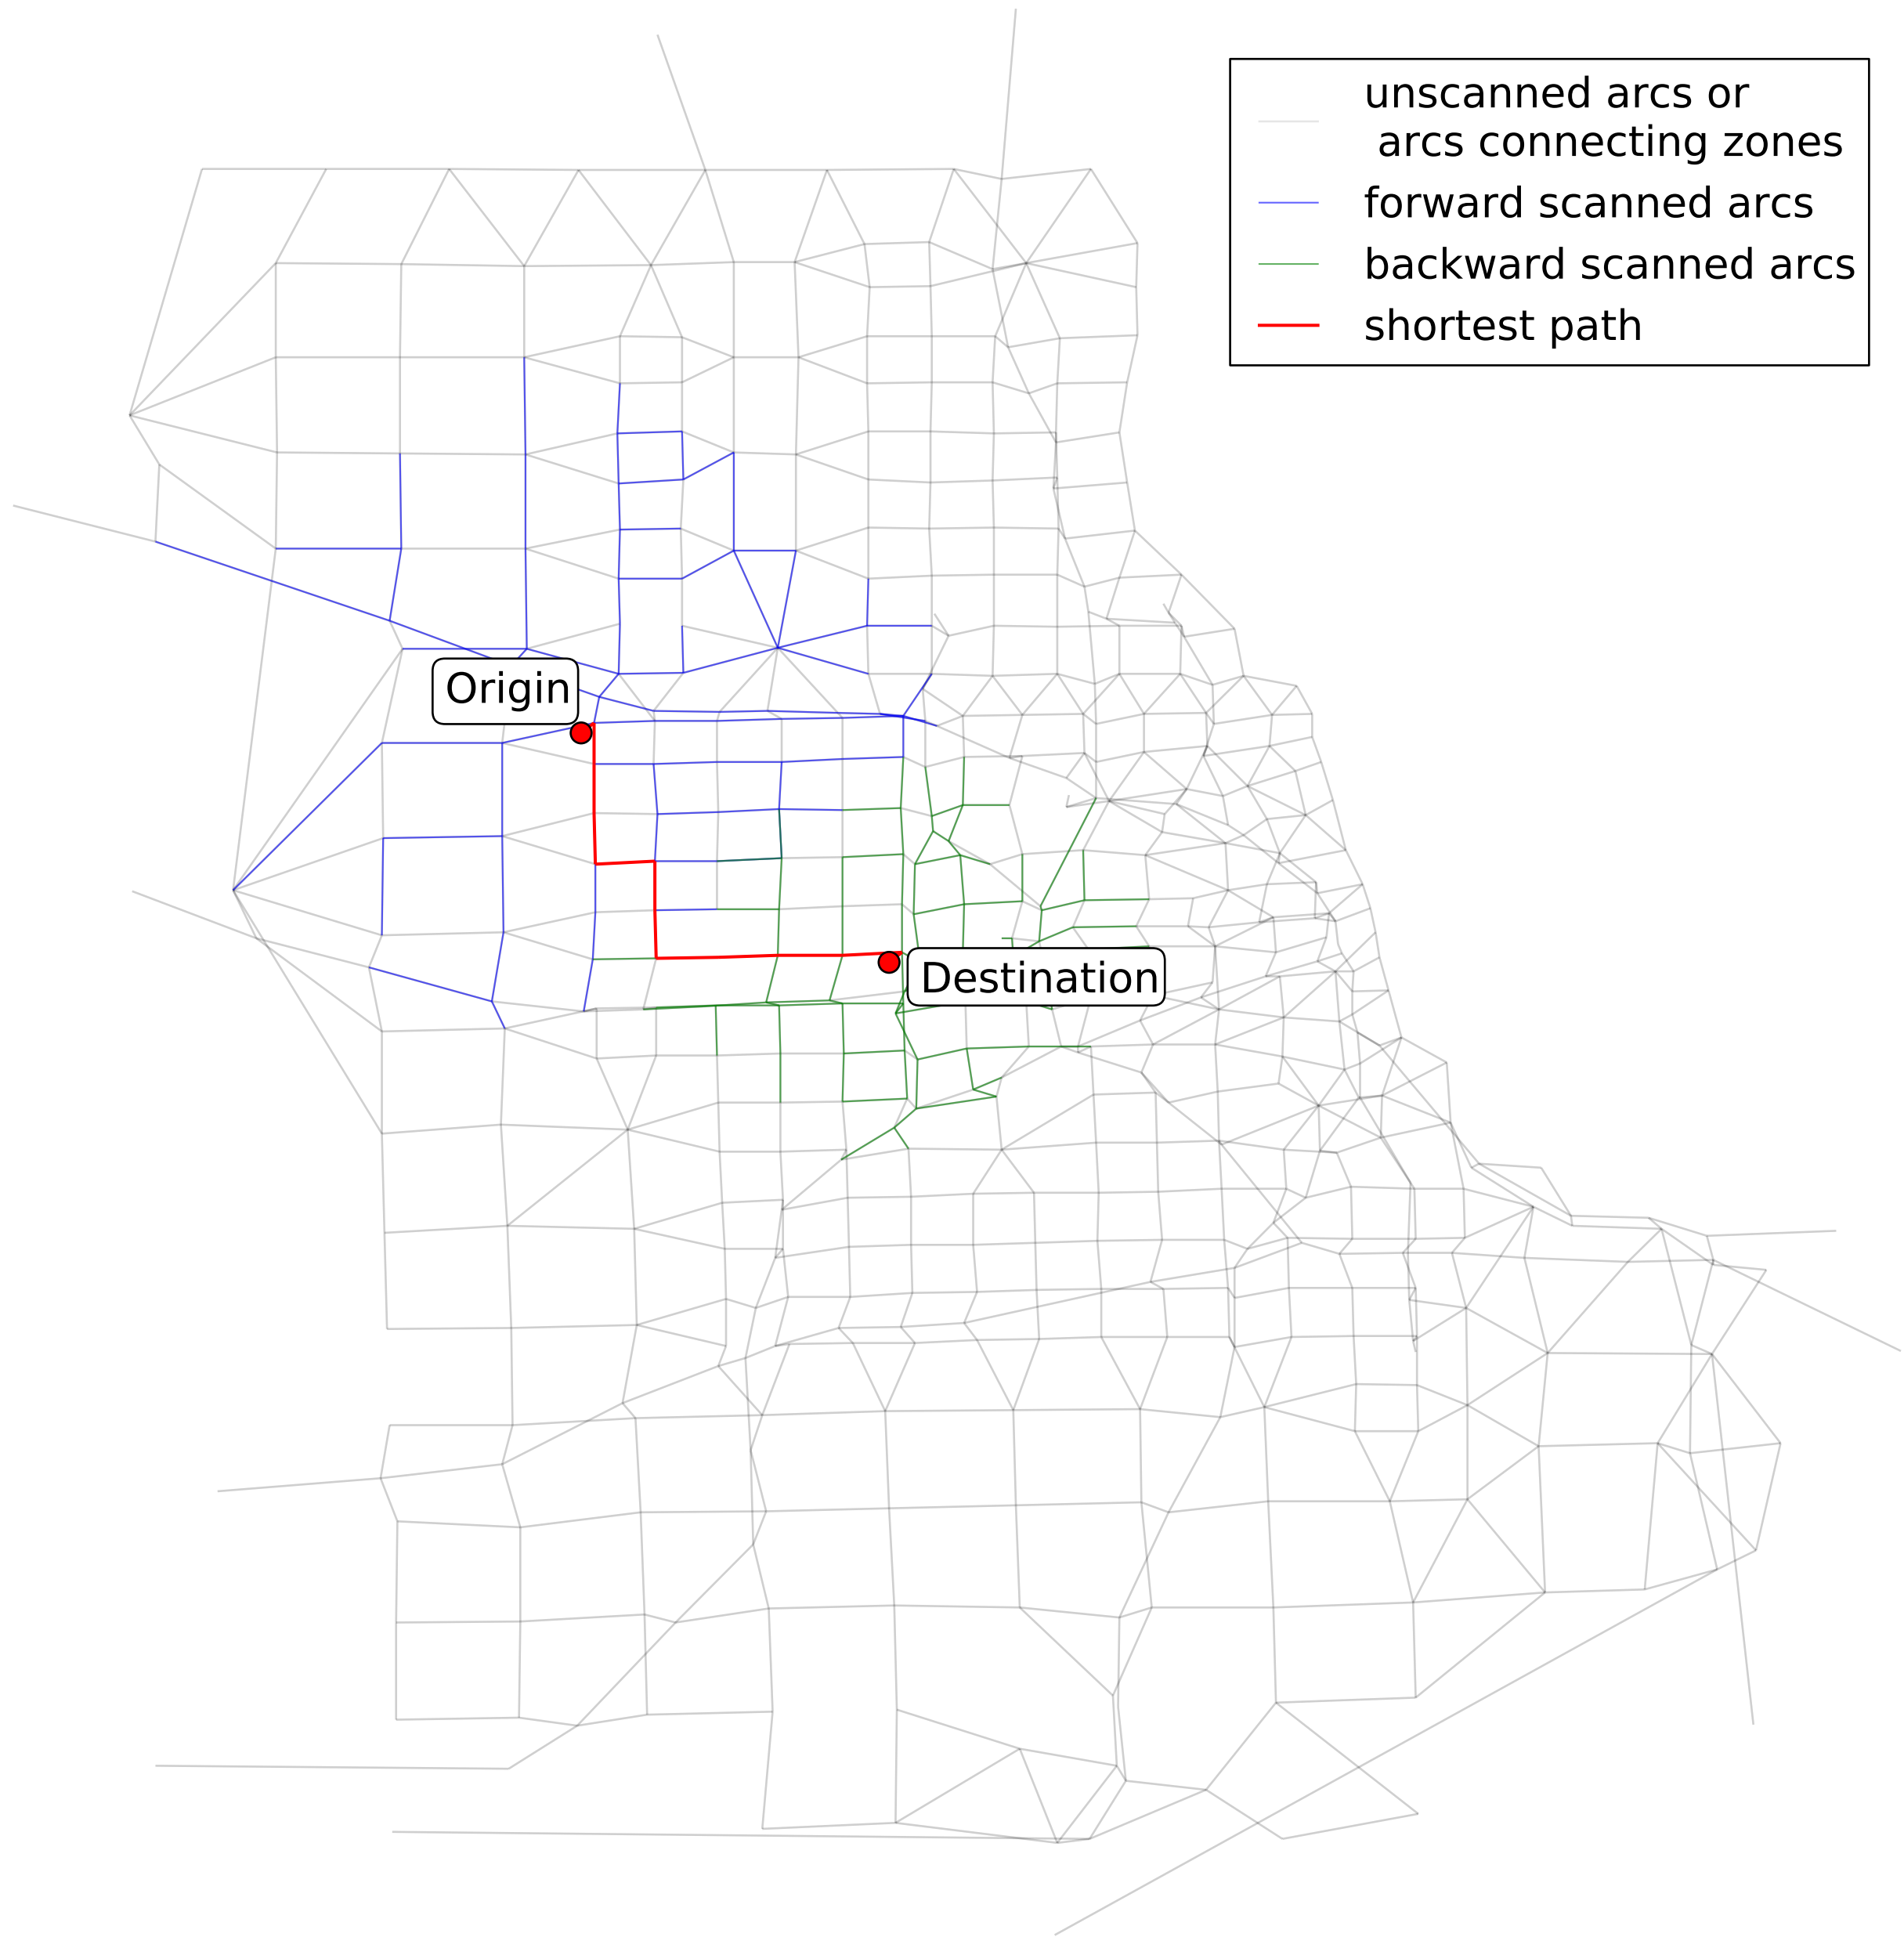 unscanned arcs or
arcs connecting zones
forward scanned arcs
backward scanned arcs
shortest path
Origin
Destination